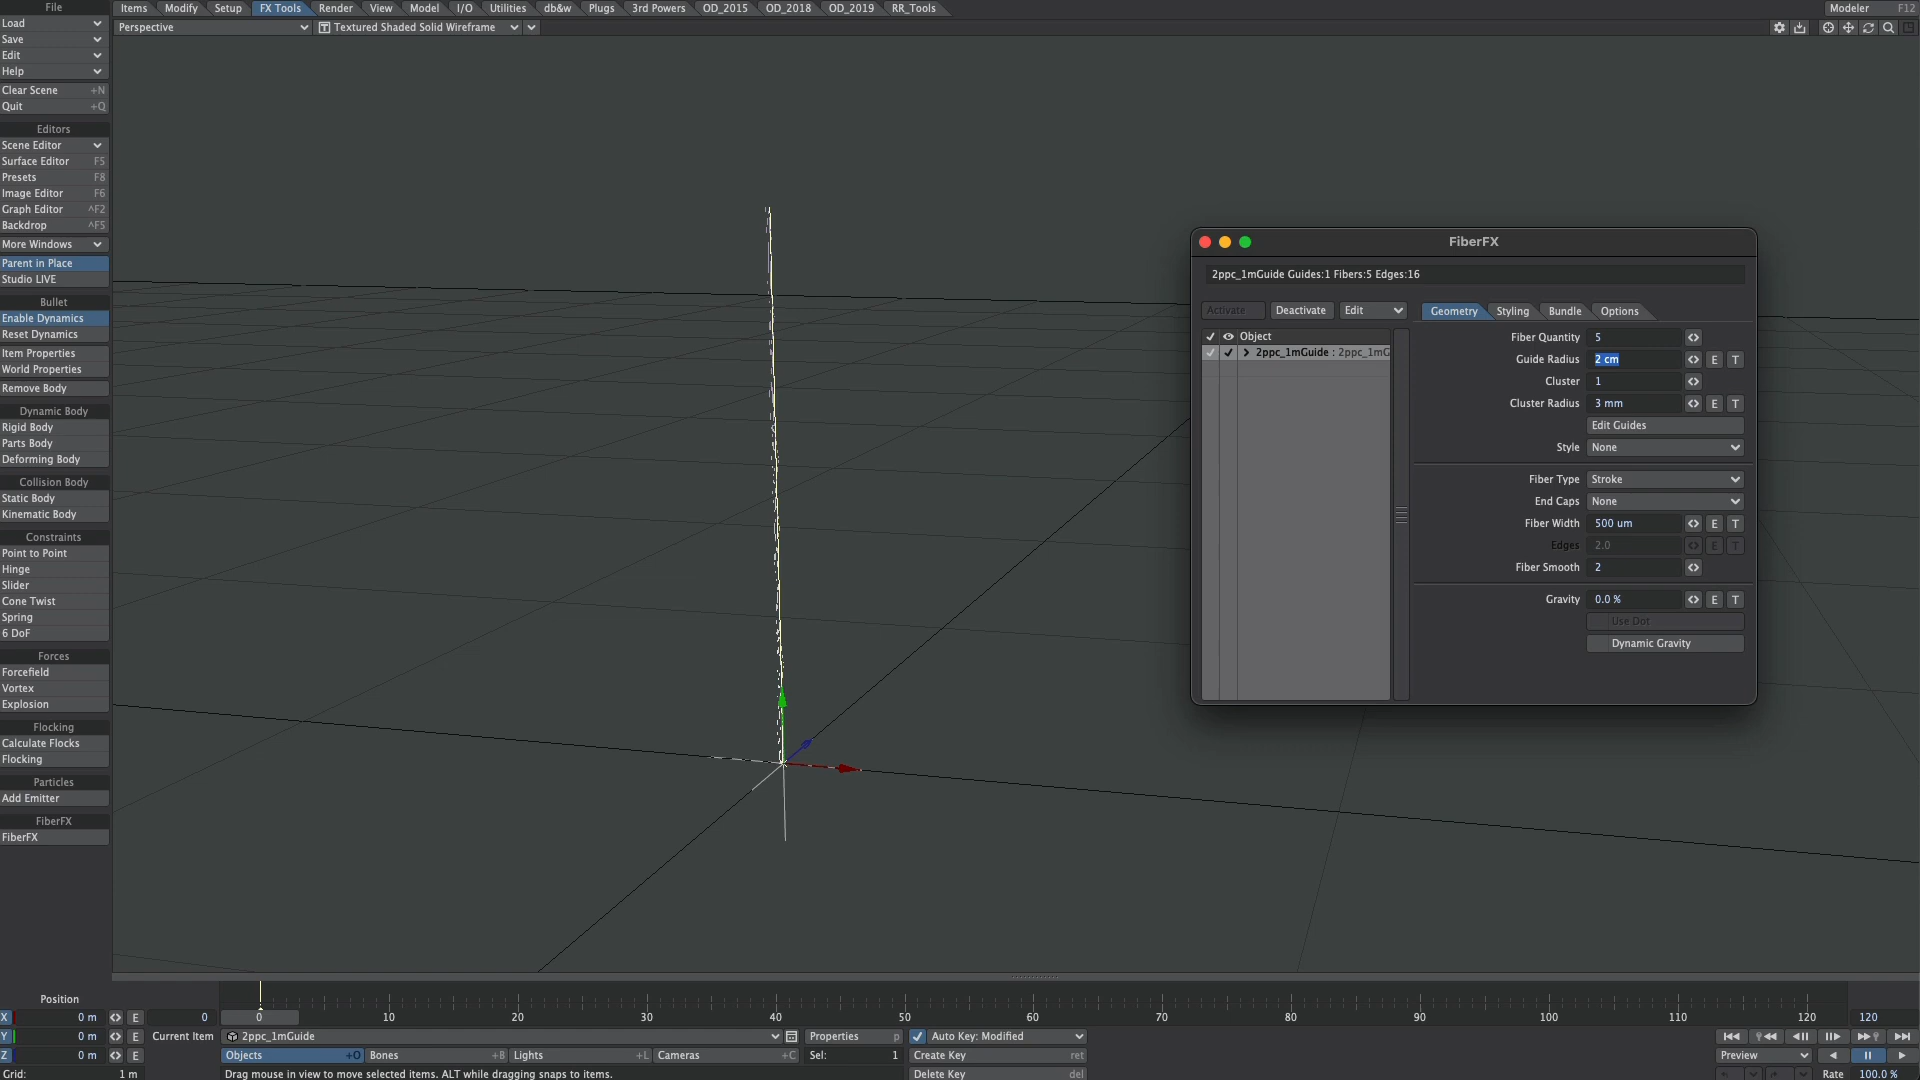 File
Items Modify Setup FX Tools Render View Model I/O Utilities db&w Plugs 3rd Powers OD_2015 OD_2018 OD_2019 RR_Tools
Modeler F12
Load
Perspective
Textured Shaded Solid Wireframe
Save
Edit
Help
Clear Scene +N
Quit +Q
Editors
Scene Editor
Surface Editor F5
Presets F8
Image Editor F6
Graph Editor ^F2
Backdrop ^F5
More Windows
Parent in Place
Studio LIVE
Bullet
Enable Dynamics
Reset Dynamics
Item Properties
World Properties
Remove Body
Dynamic Body
Rigid Body
Parts Body
Deforming Body
Collision Body
Static Body
Kinematic Body
Constraints
Point to Point
Hinge
Slider
Cone Twist
Spring
6 DoF
Forces
Forcefield
Vortex
Explosion
Flocking
Calculate Flocks
Flocking
Particles
Add Emitter
FiberFX
FiberFX
FiberFX
2ppc_1mGuide Guides:1 Fibers:5 Edges:16
Activate Deactivate Edit
Object
2ppc_1mGuide : 2ppc_1mG
Geometry Styling Bundle Options
Fiber Quantity 5
Guide Radius 2 cm E T
Cluster 1
Cluster Radius 3 mm E T
Edit Guides
Style None
Fiber Type Stroke
End Caps None
Fiber Width 500 um E T
Edges 2.0 E T
Fiber Smooth 2
Gravity 0.0 % E T
Use Dot
Dynamic Gravity
Position
X 0 m E 0
0 10 20 30 40 50 60 70 80 90 100 110 120 120
Y 0 m E Current Item 2ppc_1mGuide Properties p Auto Key: Modified
Z 0 m E Objects +O Bones +B Lights +L Cameras +C Sel: 1 Create Key ret Preview
Grid: 1 m Drag mouse in view to move selected items. ALT while dragging snaps to items. Delete Key del Rate 100.0 %